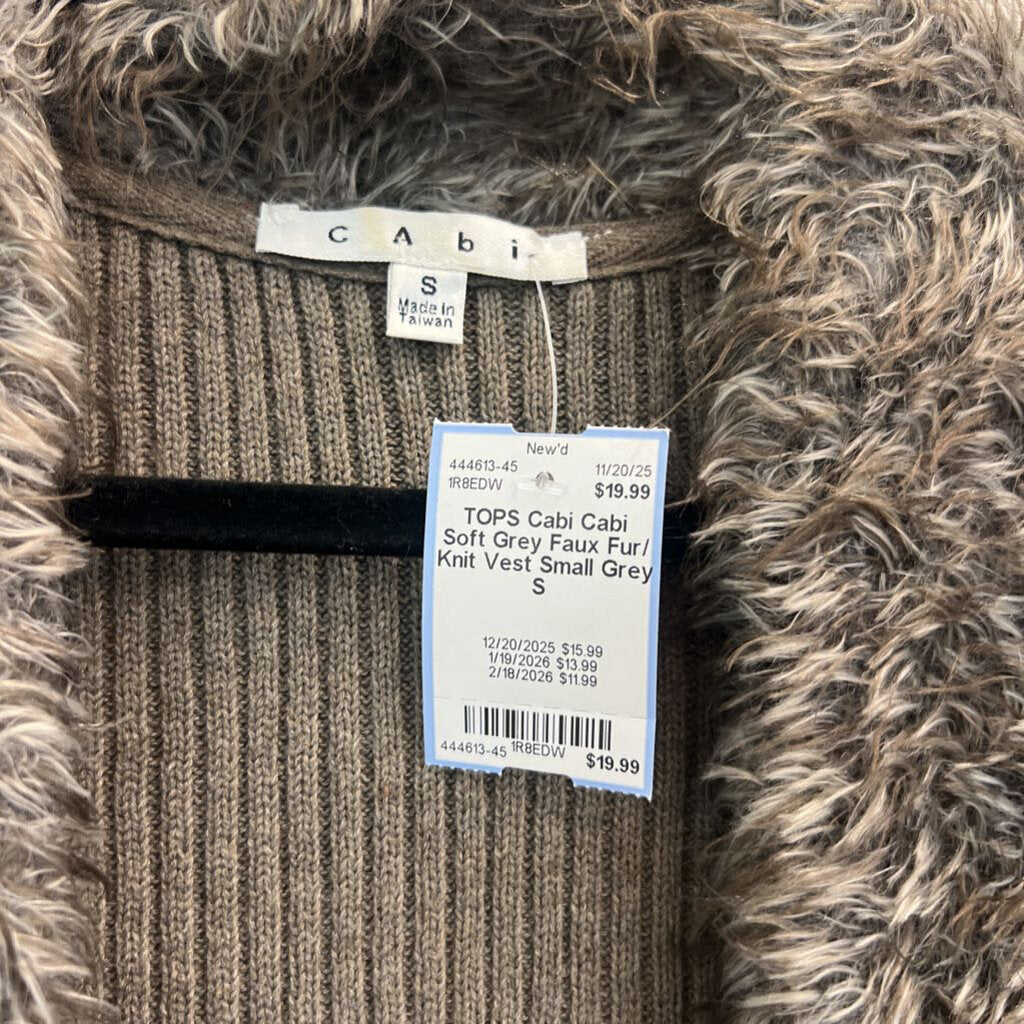 CAbi
S
Made In
Taiwan
New'd
444613-45 11/20/25
1R8EDW $19.99
TOPS Cabi Cabi
Soft Grey Faux Fur/
Knit Vest Small Grey
S
12/20/2025 $15.99
1/19/2026 $13.99
2/18/2026 $11.99
444613-45 1R8EDW $19.99